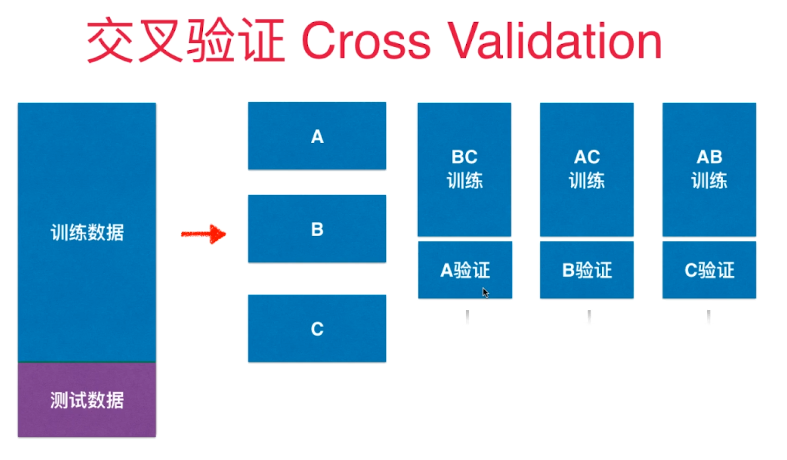 交叉验证 Cross Validation
训练数据
测试数据
A
B
C
BC
训练
A验证
AC
训练
B验证
AB
训练
C验证